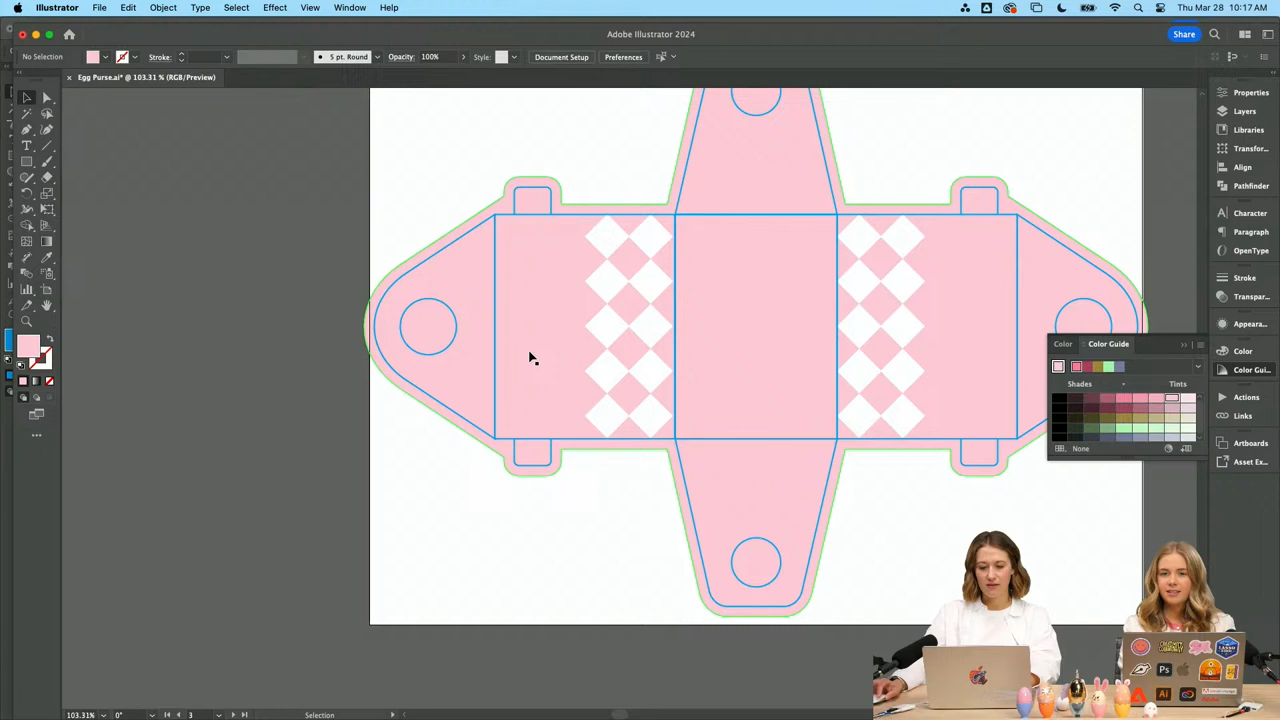 Illustrator File Edit Object Type Select Effect View Window Help Thu Mar 28 10:17 AM
Adobe Illustrator 2024 Share
No Selection Stroke: 5 pt. Round Opacity: 100% Style: Document Setup Preferences
× Egg Purse.ai* @ 103.31 % (RGB/Preview)
Properties
Layers
Libraries
Transfor...
Align
Pathfinder
Character
Paragraph
OpenType
Stroke
Transpar...
Appeara...
Color
Color Gui...
Actions
Links
Artboards
Asset Ex...
Color Color Guide
Shades Tints
None
Ps
Ai
103.31% 0° 3 Selection